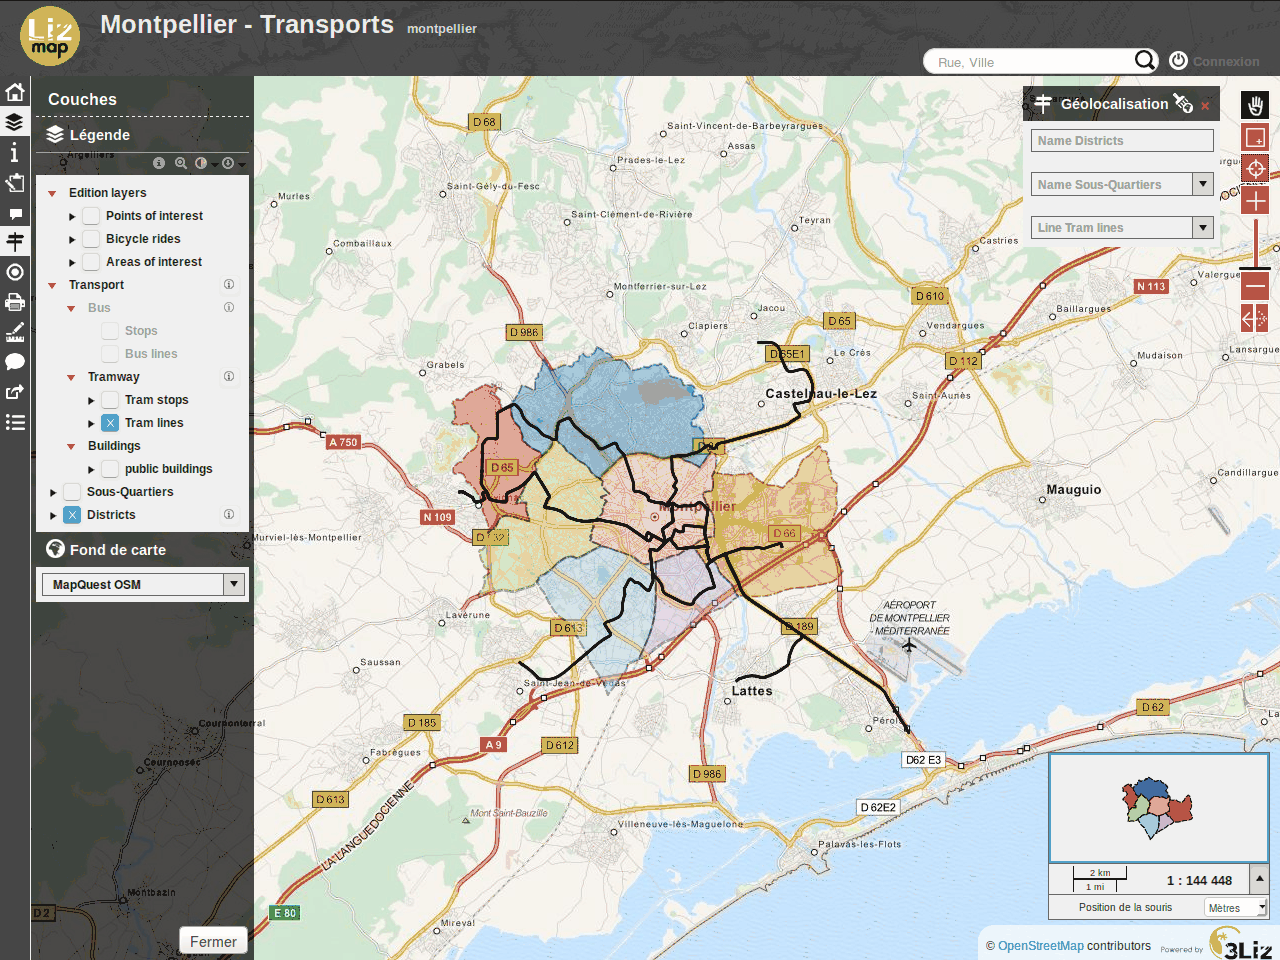 Liz
map
Montpellier - Transports montpellier
Rue, Ville
Connexion
Couches
Légende
Edition layers
Points of interest
Bicycle rides
Areas of interest
Transport
Bus
Stops
Bus lines
Tramway
Tram stops
Tram lines
Buildings
public buildings
Sous-Quartiers
Districts
Fond de carte
MapQuest OSM
Fermer
Géolocalisation
×
Name Districts
Name Sous-Quartiers
Line Tram lines
Argelliers
D 68
Saint-Vincent-de-Barbeyrargues
Assas
Prades-le-Lez
Murles
Saint-Gély-du-Fesc
Saint-Clément-de-Rivière
Teyran
Combaillaux
Castries
Valergues
Montferrier-sur-Lez
N 113
D 610
Jacou
Baillargues
D 65
Clapiers
Vendargues
D 986
D 65E1
Le Crès
Lansargues
Mudaison
D 112
Grabels
Castelnau-le-Lez
Saint-Aunès
A 750
D 65
Candillargues
Mauguio
Montpellier
N 109
D 132
D 66
Murviel-lès-Montpellier
AÉROPORT
DE MONTPELLIER
- MÉDITERRANÉE
Lavérune
D 613
D 189
Saussan
Saint-Jean-de-Védas
Lattes
D 62
Cournonterral
D 185
Pérols
A 9
D 612
Fabrègues
Cournonsec
D62 E3
D 986
LA LANGUEDOCIENNE
D 613
Mont Saint-Bauzille
D 62E2
Villeneuve-lès-Maguelone
Palavas-les-Flots
Montbazin
D 2
E 80
Mireval
2 km
1 mi
1 : 144 448
Position de la souris
Mètres
© OpenStreetMap contributors
Powered by
3Liz